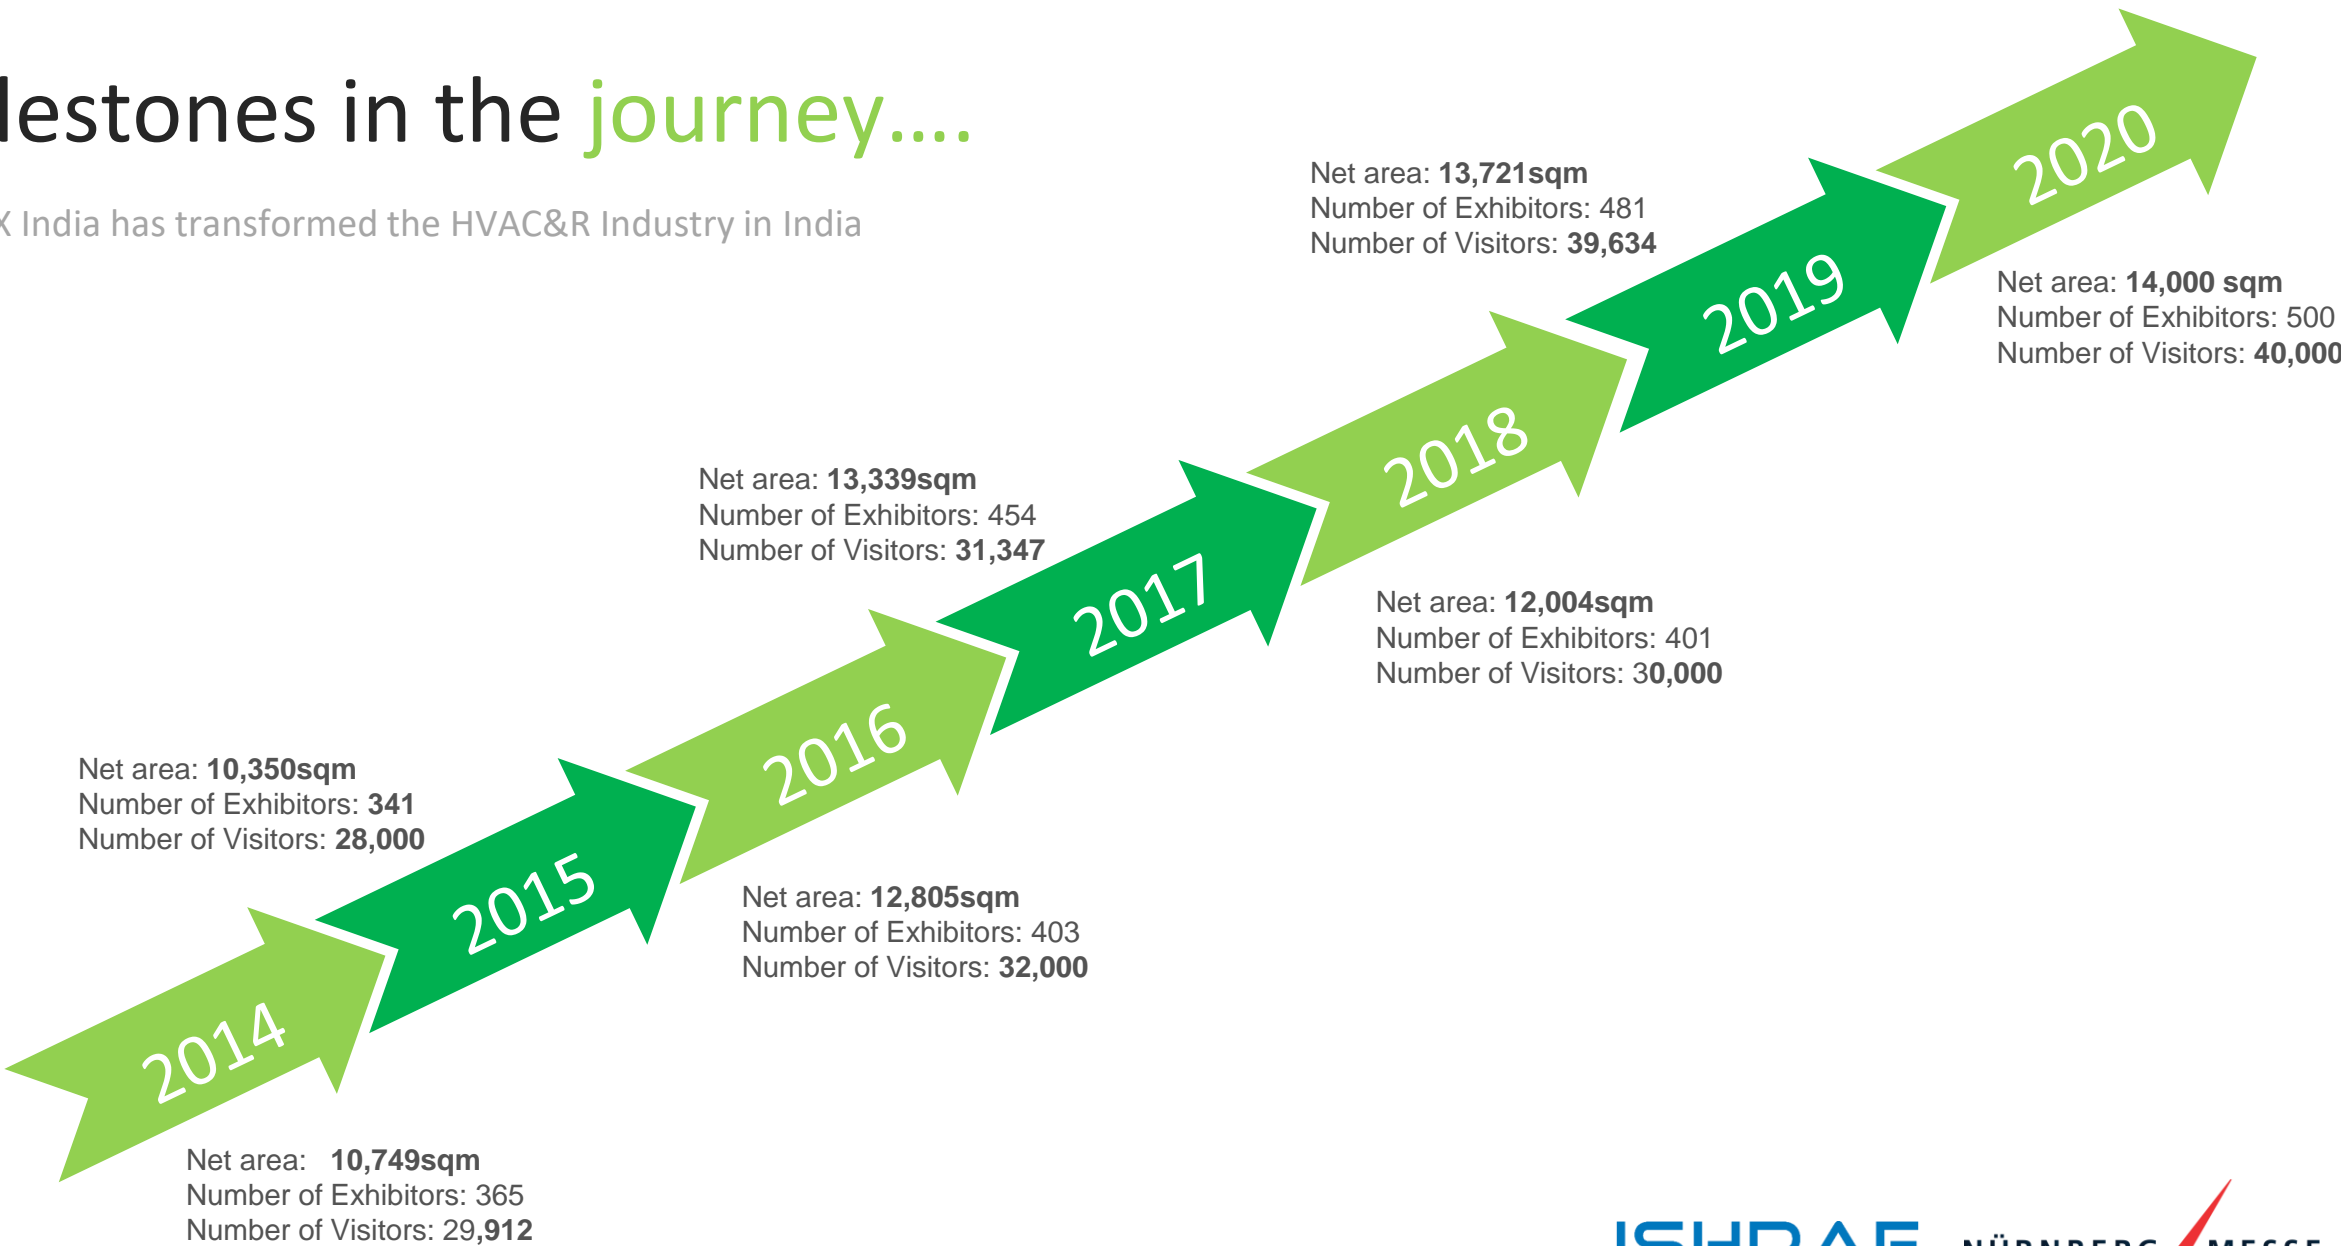 lestones in the journey....
X India has transformed the HVAC&R Industry in India
Net area: 10,749sqm
Number of Exhibitors: 365
Number of Visitors: 29,912
2014
Net area: 10,350sqm
Number of Exhibitors: 341
Number of Visitors: 28,000
2015
Net area: 12,805sqm
Number of Exhibitors: 403
Number of Visitors: 32,000
2016
Net area: 13,339sqm
Number of Exhibitors: 454
Number of Visitors: 31,347
2017
Net area: 12,004sqm
Number of Exhibitors: 401
Number of Visitors: 30,000
2018
Net area: 13,721sqm
Number of Exhibitors: 481
Number of Visitors: 39,634
2019
Net area: 14,000 sqm
Number of Exhibitors: 500
Number of Visitors: 40,000
2020
ISHRAE
NÜRNBERG MESSE